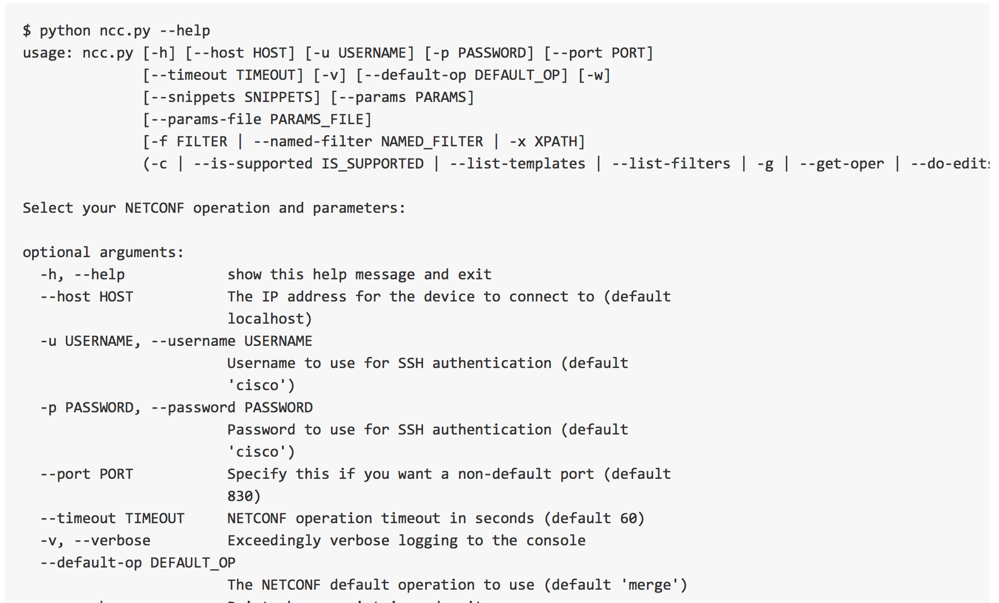 $ python ncc.py --help
usage: ncc.py [-h] [--host HOST] [-u USERNAME] [-p PASSWORD] [--port PORT]
              [--timeout TIMEOUT] [-v] [--default-op DEFAULT_OP] [-w]
              [--snippets SNIPPETS] [--params PARAMS]
              [--params-file PARAMS_FILE]
              [-f FILTER | --named-filter NAMED_FILTER | -x XPATH]
              (-c | --is-supported IS_SUPPORTED | --list-templates | --list-filters | -g | --get-oper | --do-edits

Select your NETCONF operation and parameters:

optional arguments:
  -h, --help            show this help message and exit
  --host HOST           The IP address for the device to connect to (default
                        localhost)
  -u USERNAME, --username USERNAME
                        Username to use for SSH authentication (default
                        'cisco')
  -p PASSWORD, --password PASSWORD
                        Password to use for SSH authentication (default
                        'cisco')
  --port PORT           Specify this if you want a non-default port (default
                        830)
  --timeout TIMEOUT     NETCONF operation timeout in seconds (default 60)
  -v, --verbose         Exceedingly verbose logging to the console
  --default-op DEFAULT_OP
                        The NETCONF default operation to use (default 'merge')